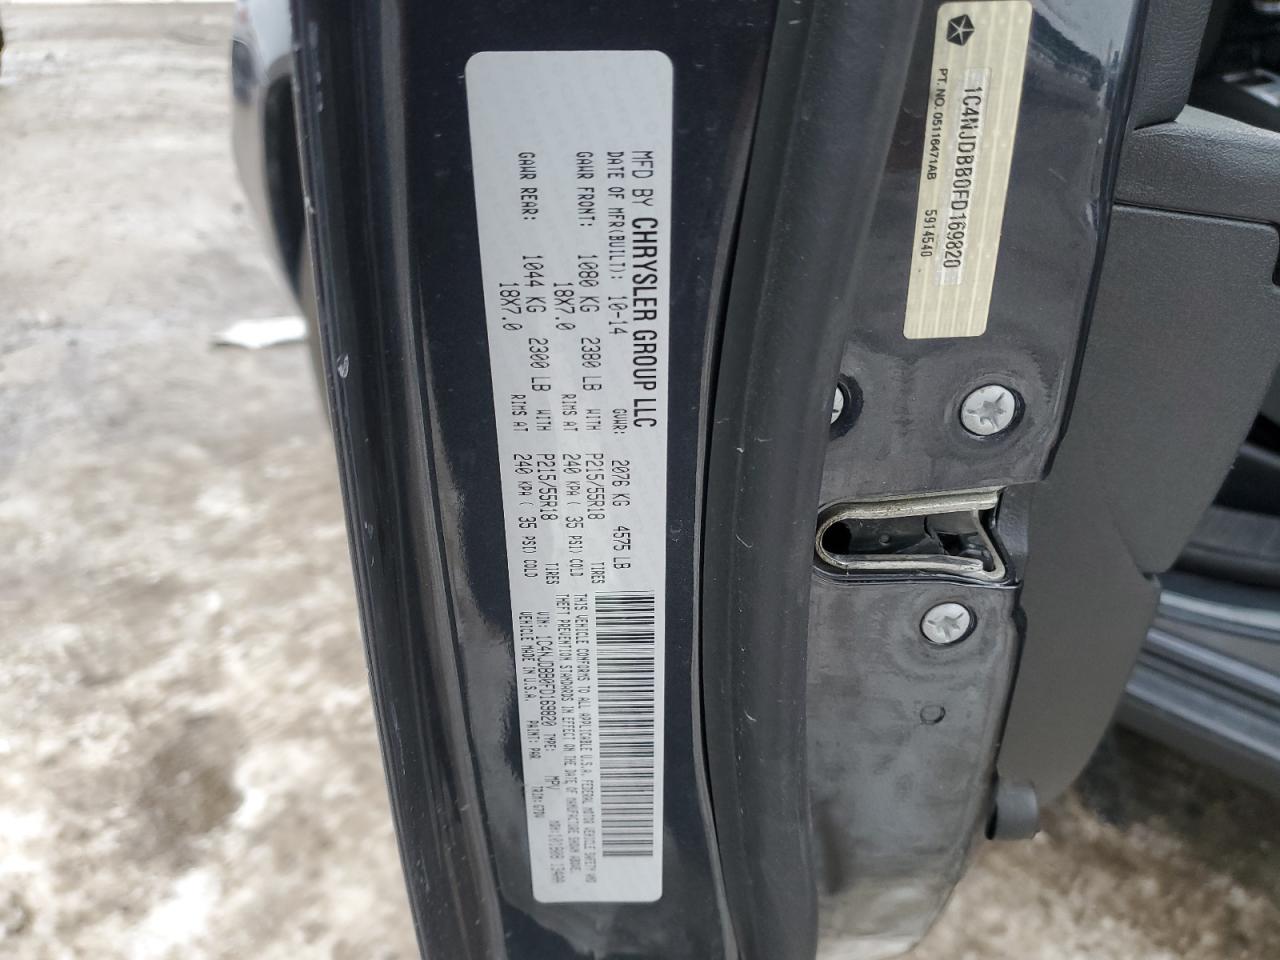 MFD BY CHRYSLER GROUP LLC
DATE OF MFR(BUILT): 10-14 GVWR: 2076 KG 4575 LB
GAWR FRONT: 1080 KG 2380 LB WITH P215/55R18 TIRES
18X7.0 RIMS AT 240 KPA ( 35 PSI) COLD
GAWR REAR: 1044 KG 2300 LB WITH P215/55R18 TIRES
18X7.0 RIMS AT 240 KPA ( 35 PSI) COLD
THIS VEHICLE CONFORMS TO ALL APPLICABLE U.S.A. FEDERAL MOTOR VEHICLE SAFETY AND
THEFT PREVENTION STANDARDS IN EFFECT ON THE DATE OF MANUFACTURE SHOWN ABOVE.
VIN: 1C4NJDBB0FD169820 TYPE: MPV
VEHICLE MADE IN U.S.A. PAINT: PAR
1C4NJDBB0FD169820
PT. NO. 05116471AB 5914540